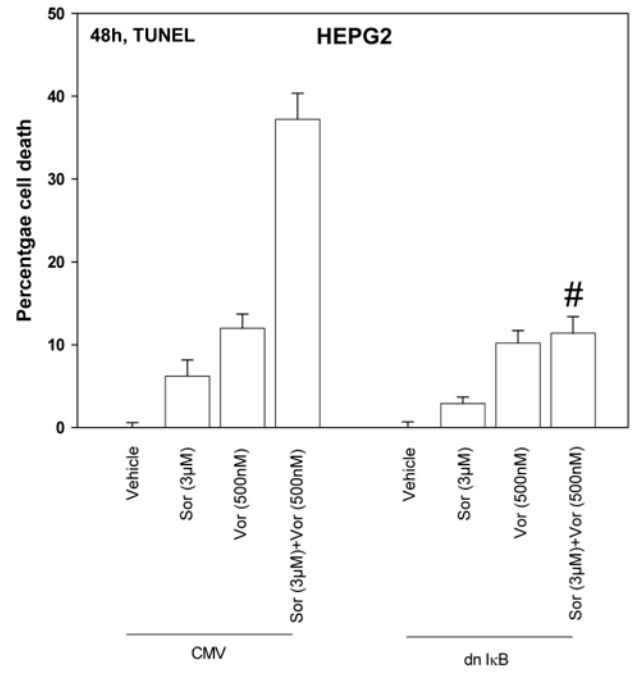 50
48h, TUNEL
HEPG2
40
30
20
10
0
Percentgae cell death
#
Vehicle
Sor (3µM)
Vor (500nM)
Sor (3µM)+Vor (500nM)
Vehicle
Sor (3µM)
Vor (500nM)
Sor (3µM)+Vor (500nM)
CMV
dn IκB